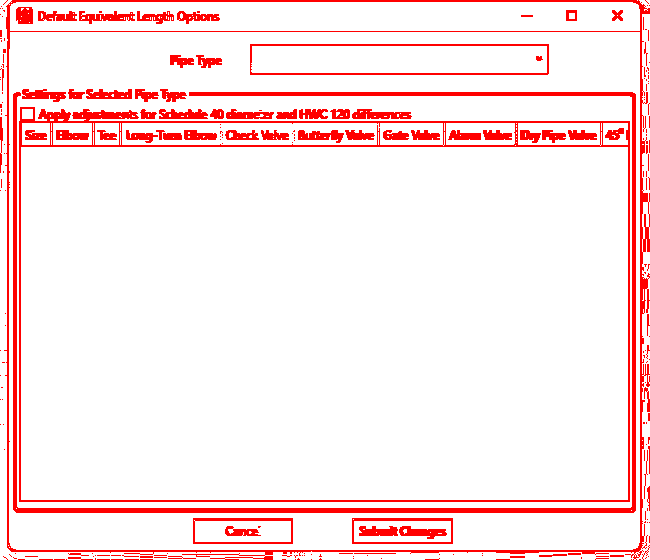 Default Equivalent Length Options
Pipe Type
Settings for Selected Pipe Type
Apply adjustments for Schedule 40 diameter and HWC 120 differences
Size Elbow Tee Long-Turn Elbow Check Valve Butterfly Valve Gate Valve Alarm Valve Dry Pipe Valve 45°
Cancel Submit Changes